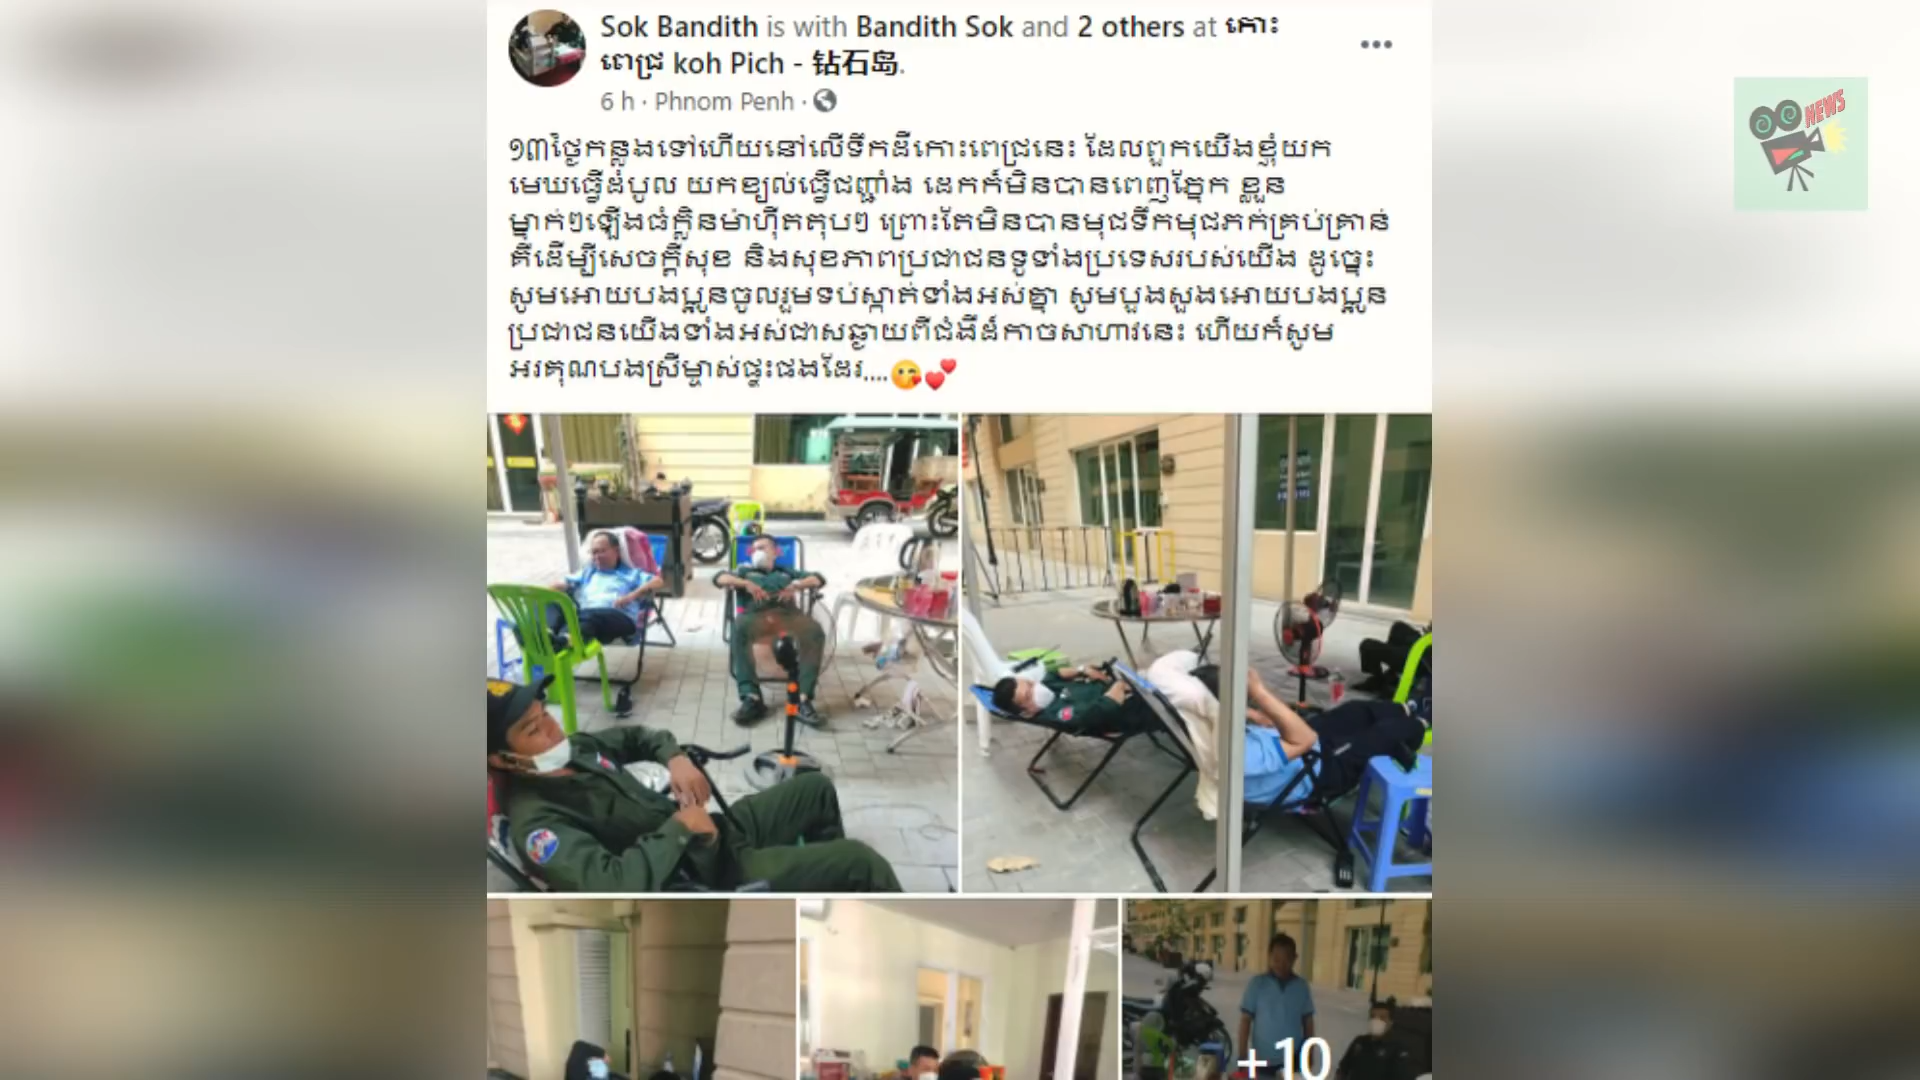 Sok Bandith is with Bandith Sok and 2 others at កោះ
ពេជ្រ koh Pich - 钻石岛.
6 h · Phnom Penh ·
១៣ថ្ងៃកន្លងទៅហើយនៅលើទឹកដីកោះពេជ្រនេះ ដែលពួកយើងខ្ញុំយក
មេឃធ្វើដំបូល យកខ្យល់ធ្វើជញ្ជាំង ដេកក៏មិនបានពេញភ្នែក ខ្លួន
ម្នាក់ៗឡើងធំក្លិនម៉ាហ៊ីតតុបៗ ព្រោះតែមិនបានមុជទឹកមុជភក់គ្រប់គ្រាន់
គឺដើម្បីសេចក្តីសុខ និងសុខភាពប្រជាជនទូទាំងប្រទេសរបស់យើង ដូច្នេះ
សូមអោយបងប្អូនចូលរួមទប់ស្កាត់ទាំងអស់គ្នា សូមបួងសួងអោយបងប្អូន
ប្រជាជនយើងទាំងអស់ជាសឆ្ងាយពីជំងឺដ៏កាចសាហាវនេះ ហើយក៏សូម
អរគុណបងស្រីម្ចាស់ផ្ទះផងដែរ....😘💕
+10
NEWS